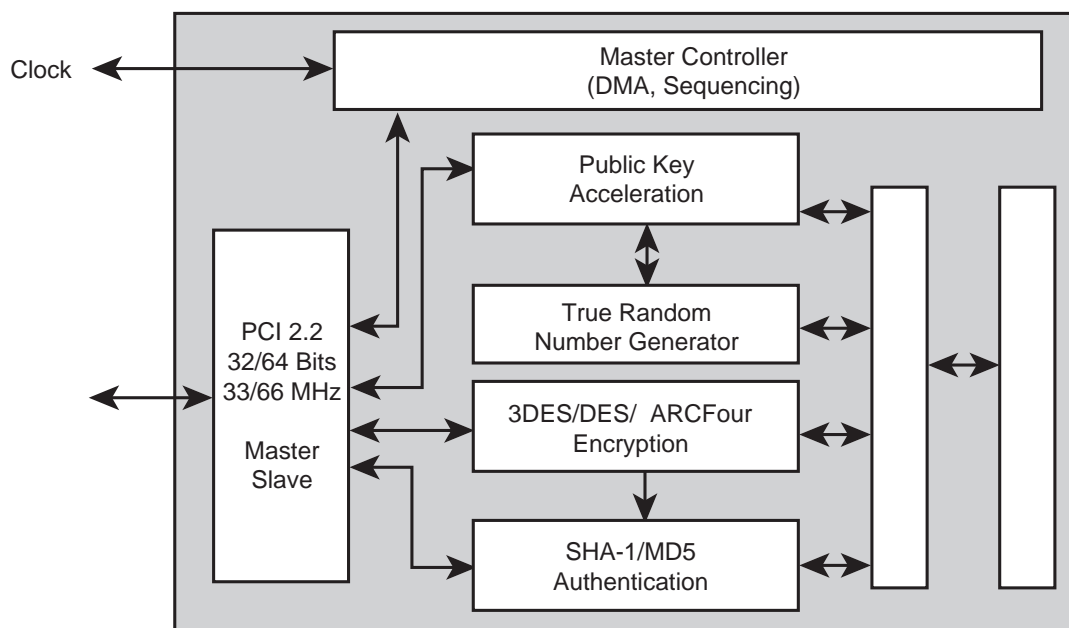 Clock
Master Controller
(DMA, Sequencing)
Public Key
Acceleration
True Random
Number Generator
PCI 2.2
32/64 Bits
33/66 MHz
Master
Slave
3DES/DES/ ARCFour
Encryption
SHA-1/MD5
Authentication